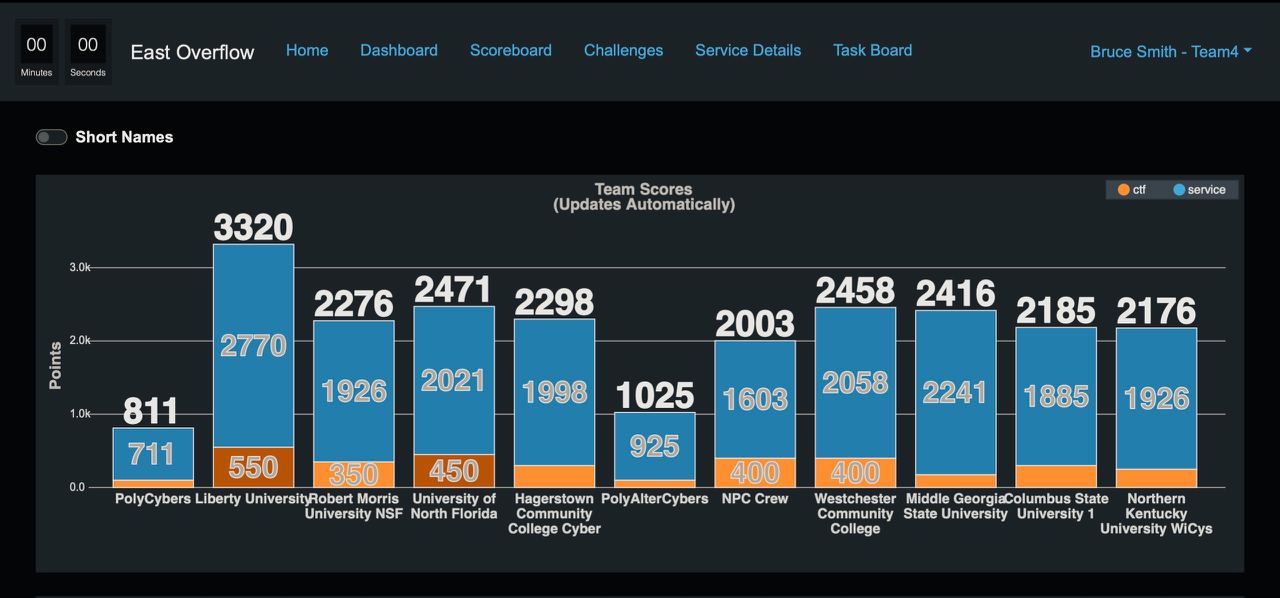 00 00
Minutes Seconds
East Overflow Home Dashboard Scoreboard Challenges Service Details Task Board Bruce Smith - Team4
Short Names
Team Scores
(Updates Automatically)
ctf service
Points
3.0k
2.0k
1.0k
0.0
811 3320 2276 2471 2298 1025 2003 2458 2416 2185 2176
711 2770 1926 2021 1998 925 1603 2058 2241 1885 1926
550 350 450 400 400
PolyCybers
Liberty University
Robert Morris
University NSF
University of
North Florida
Hagerstown
Community
College Cyber
PolyAlterCybers
NPC Crew
Westchester
Community
College
Middle Georgia
State University
Columbus State
University 1
Northern
Kentucky
University WiCys